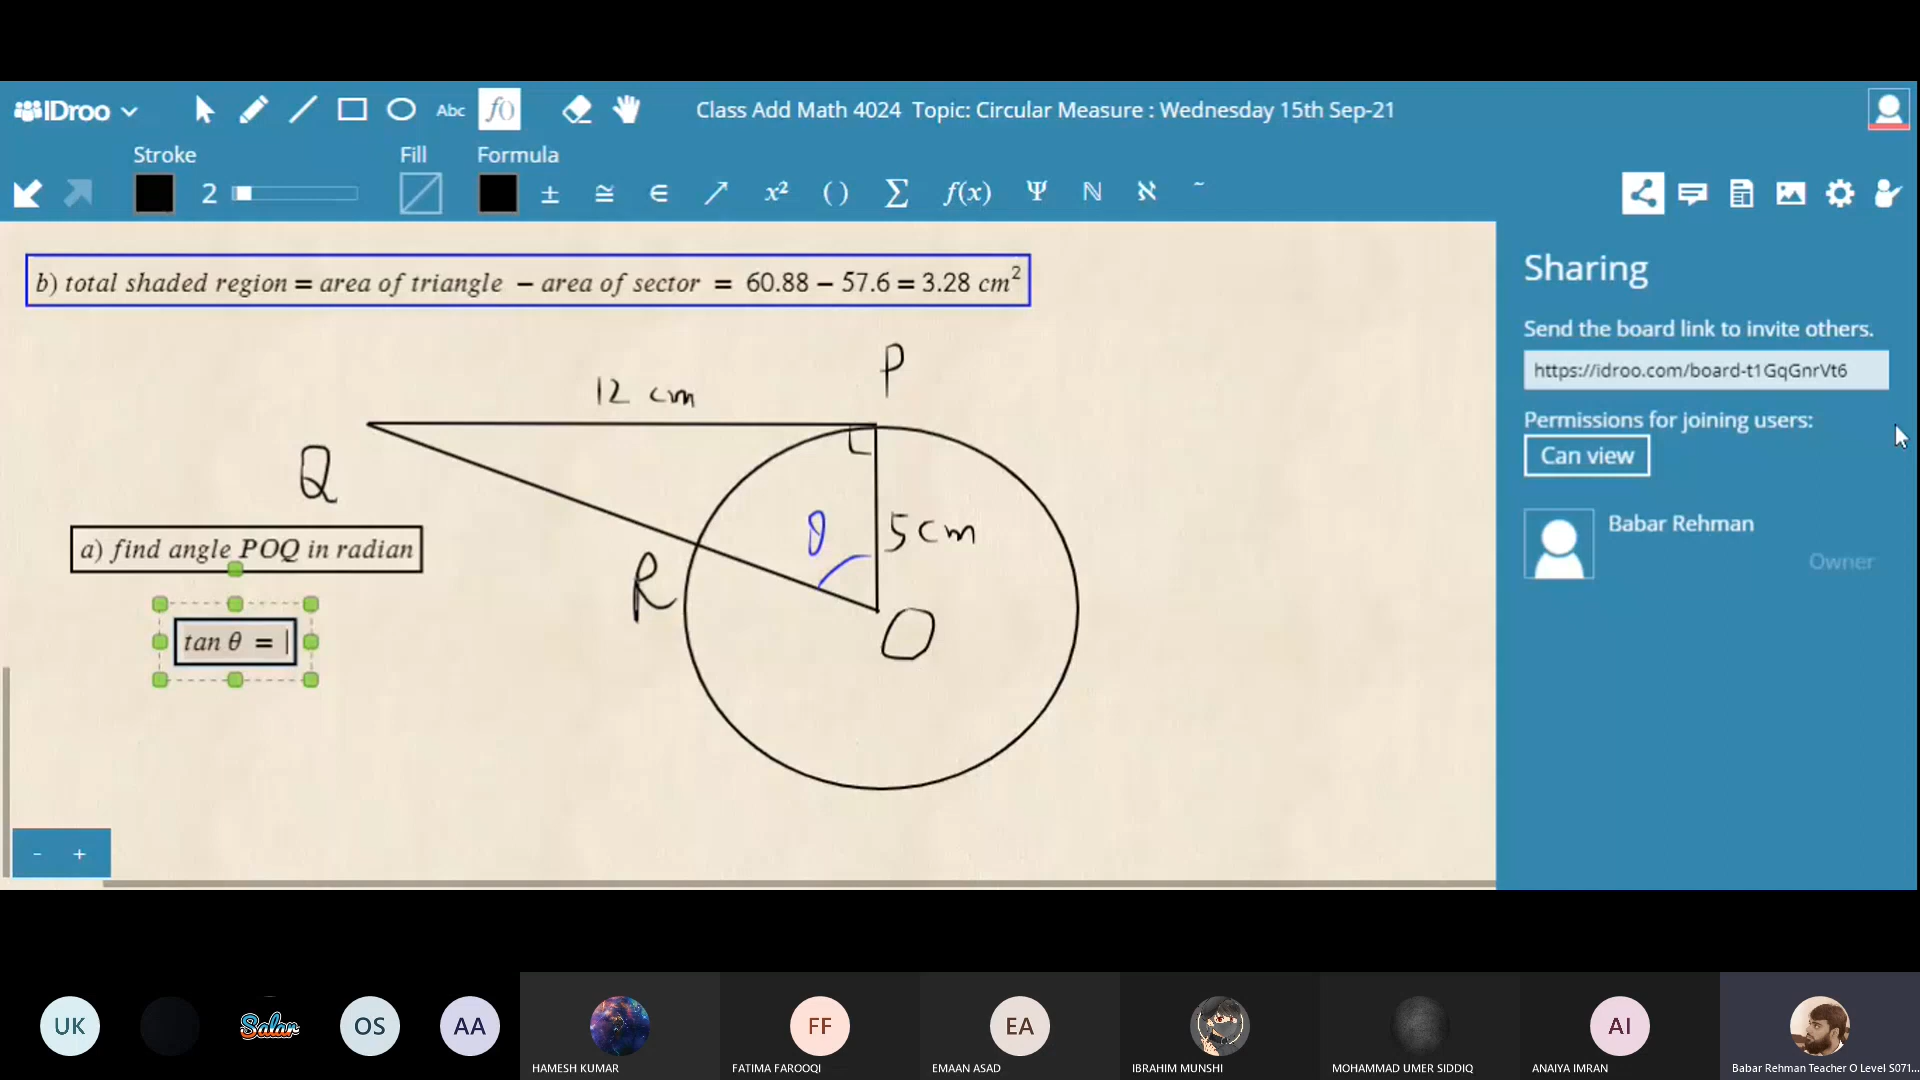 IDroo
Abc
f()
Class Add Math 4024 Topic: Circular Measure : Wednesday 15th Sep-21
Stroke
Fill
Formula
2
± ≅ ∈ x² ( ) ∑ f(x) Ψ ℕ ℵ ~
b) total shaded region = area of triangle − area of sector = 60.88 − 57.6 = 3.28 cm²
P
12 cm
Q
θ
5 cm
R
O
a) find angle POQ in radian
tan θ =
- +
Sharing
Send the board link to invite others.
https://idroo.com/board-t1GqGnrVt6
Permissions for joining users:
Can view
Babar Rehman
Owner
UK
Salar
OS
AA
HAMESH KUMAR
FF
FATIMA FAROOQI
EA
EMAAN ASAD
IBRAHIM MUNSHI
MOHAMMAD UMER SIDDIQ
AI
ANAIYA IMRAN
Babar Rehman Teacher O Level S071...